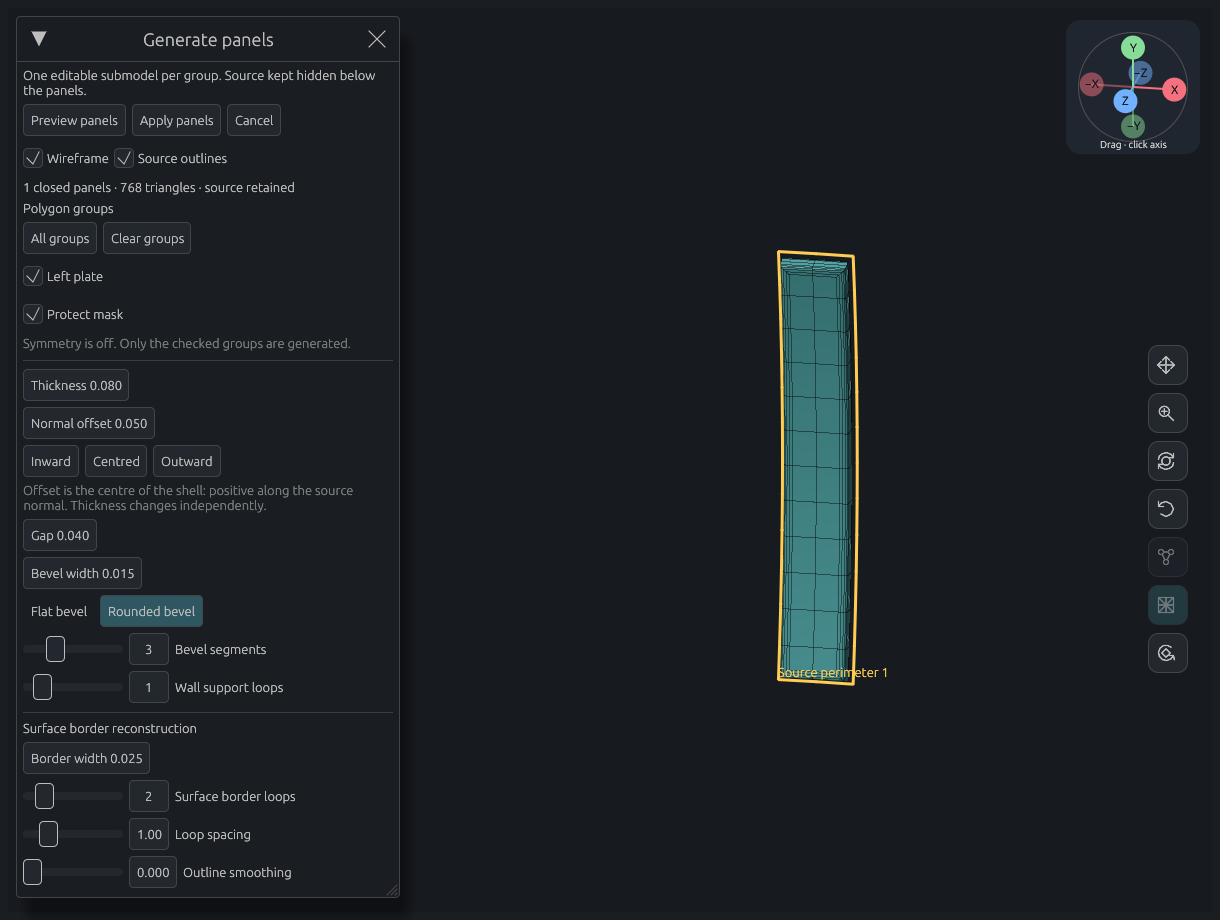 Generate panels
One editable submodel per group. Source kept hidden below
the panels.
Preview panels
Apply panels
Cancel
Wireframe
Source outlines
1 closed panels · 768 triangles · source retained
Polygon groups
All groups
Clear groups
Left plate
Protect mask
Symmetry is off. Only the checked groups are generated.
Thickness 0.080
Normal offset 0.050
Inward
Centred
Outward
Offset is the centre of the shell: positive along the source
normal. Thickness changes independently.
Gap 0.040
Bevel width 0.015
Flat bevel
Rounded bevel
3 Bevel segments
1 Wall support loops
Surface border reconstruction
Border width 0.025
2 Surface border loops
1.00 Loop spacing
0.000 Outline smoothing
Source perimeter 1
Y
-Z
-X
X
Z
-Y
Drag · click axis